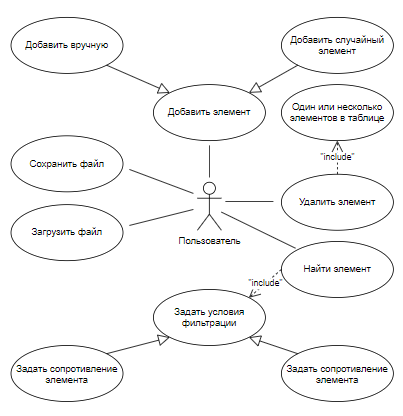 Добавить вручную
Добавить случайный
элемент
Добавить элемент
Один или несколько
элементов в таблице
"include"
Сохранить файл
Удалить элемент
Загрузить файл
Пользователь
Найти элемент
"include"
Задать условия
фильтрации
Задать сопротивление
элемента
Задать сопротивление
элемента